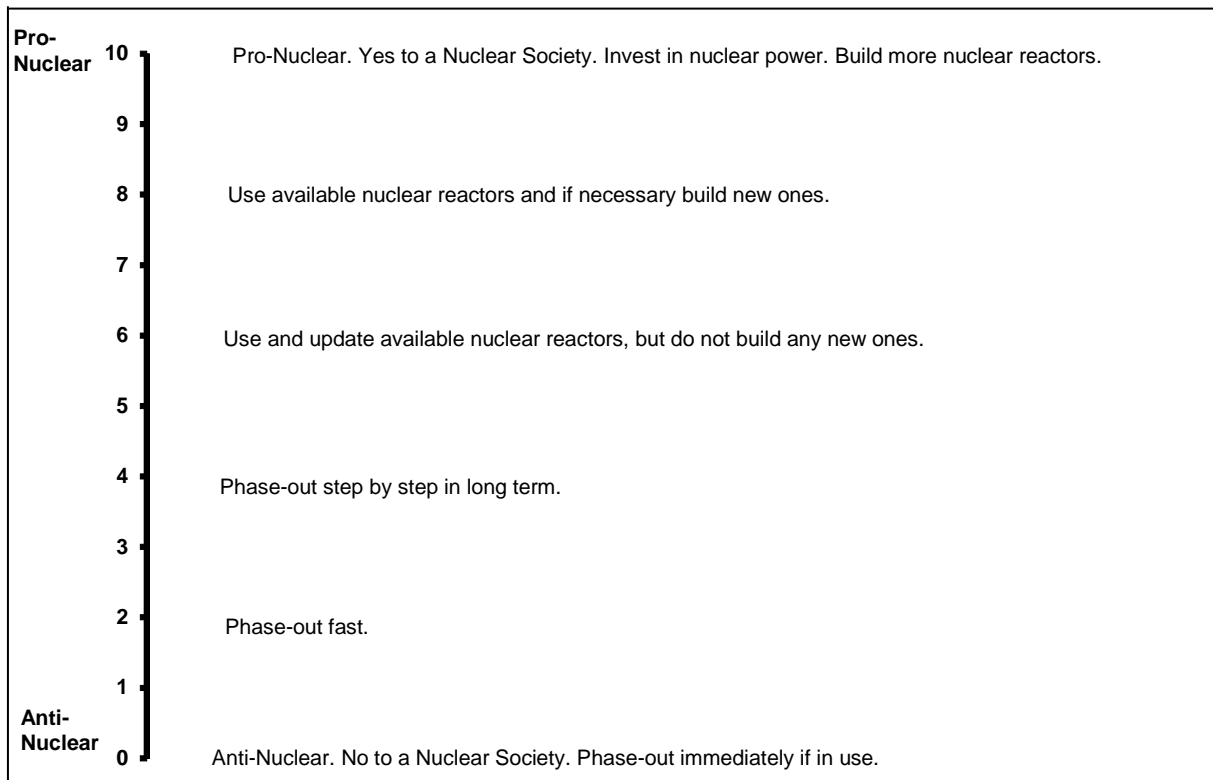 Pro-
Nuclear
10
Pro-Nuclear. Yes to a Nuclear Society. Invest in nuclear power. Build more nuclear reactors.
9
8
Use available nuclear reactors and if necessary build new ones.
7
6
Use and update available nuclear reactors, but do not build any new ones.
5
4
Phase-out step by step in long term.
3
2
Phase-out fast.
1
Anti-
Nuclear
0
Anti-Nuclear. No to a Nuclear Society. Phase-out immediately if in use.